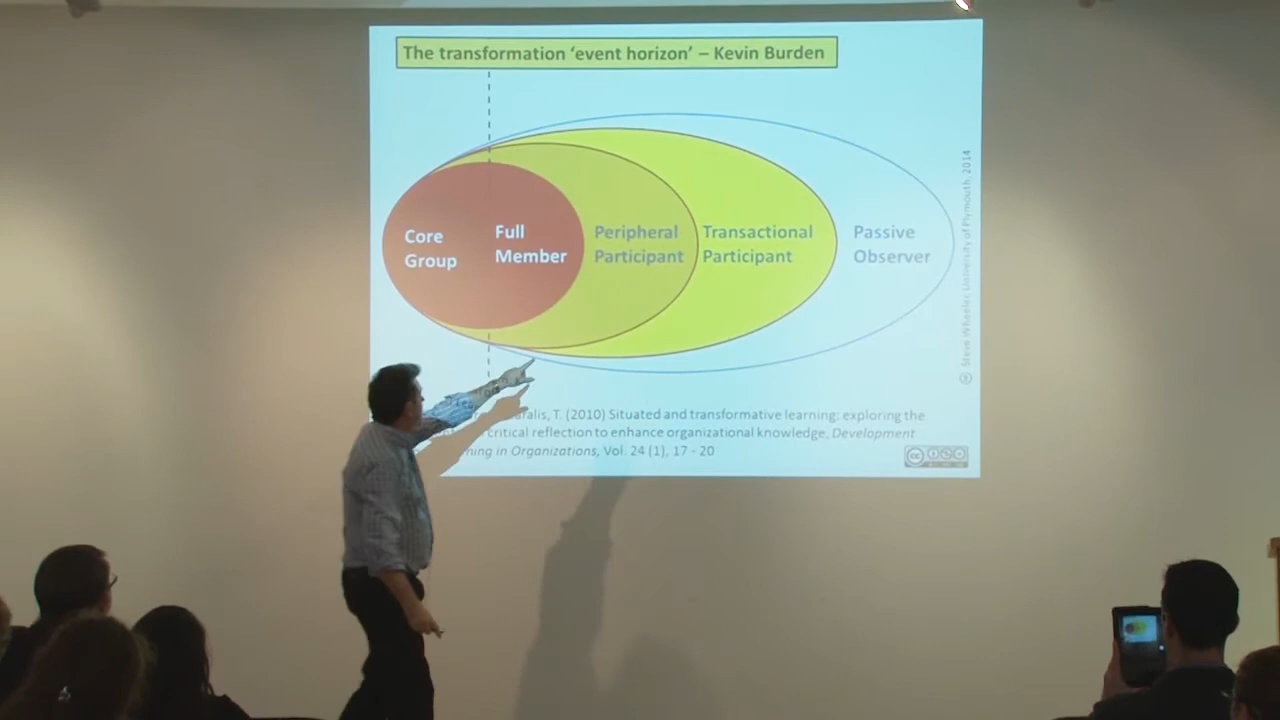 The transformation ‘event horizon’ – Kevin Burden
Core
Group
Full
Member
Peripheral
Participant
Transactional
Participant
Passive
Observer
© Steve Wheeler, University of Plymouth, 2014
T. (2010) Situated and transformative learning: exploring the
critical reflection to enhance organizational knowledge, Development
in Organizations, Vol. 24 (1), 17 - 20
cc